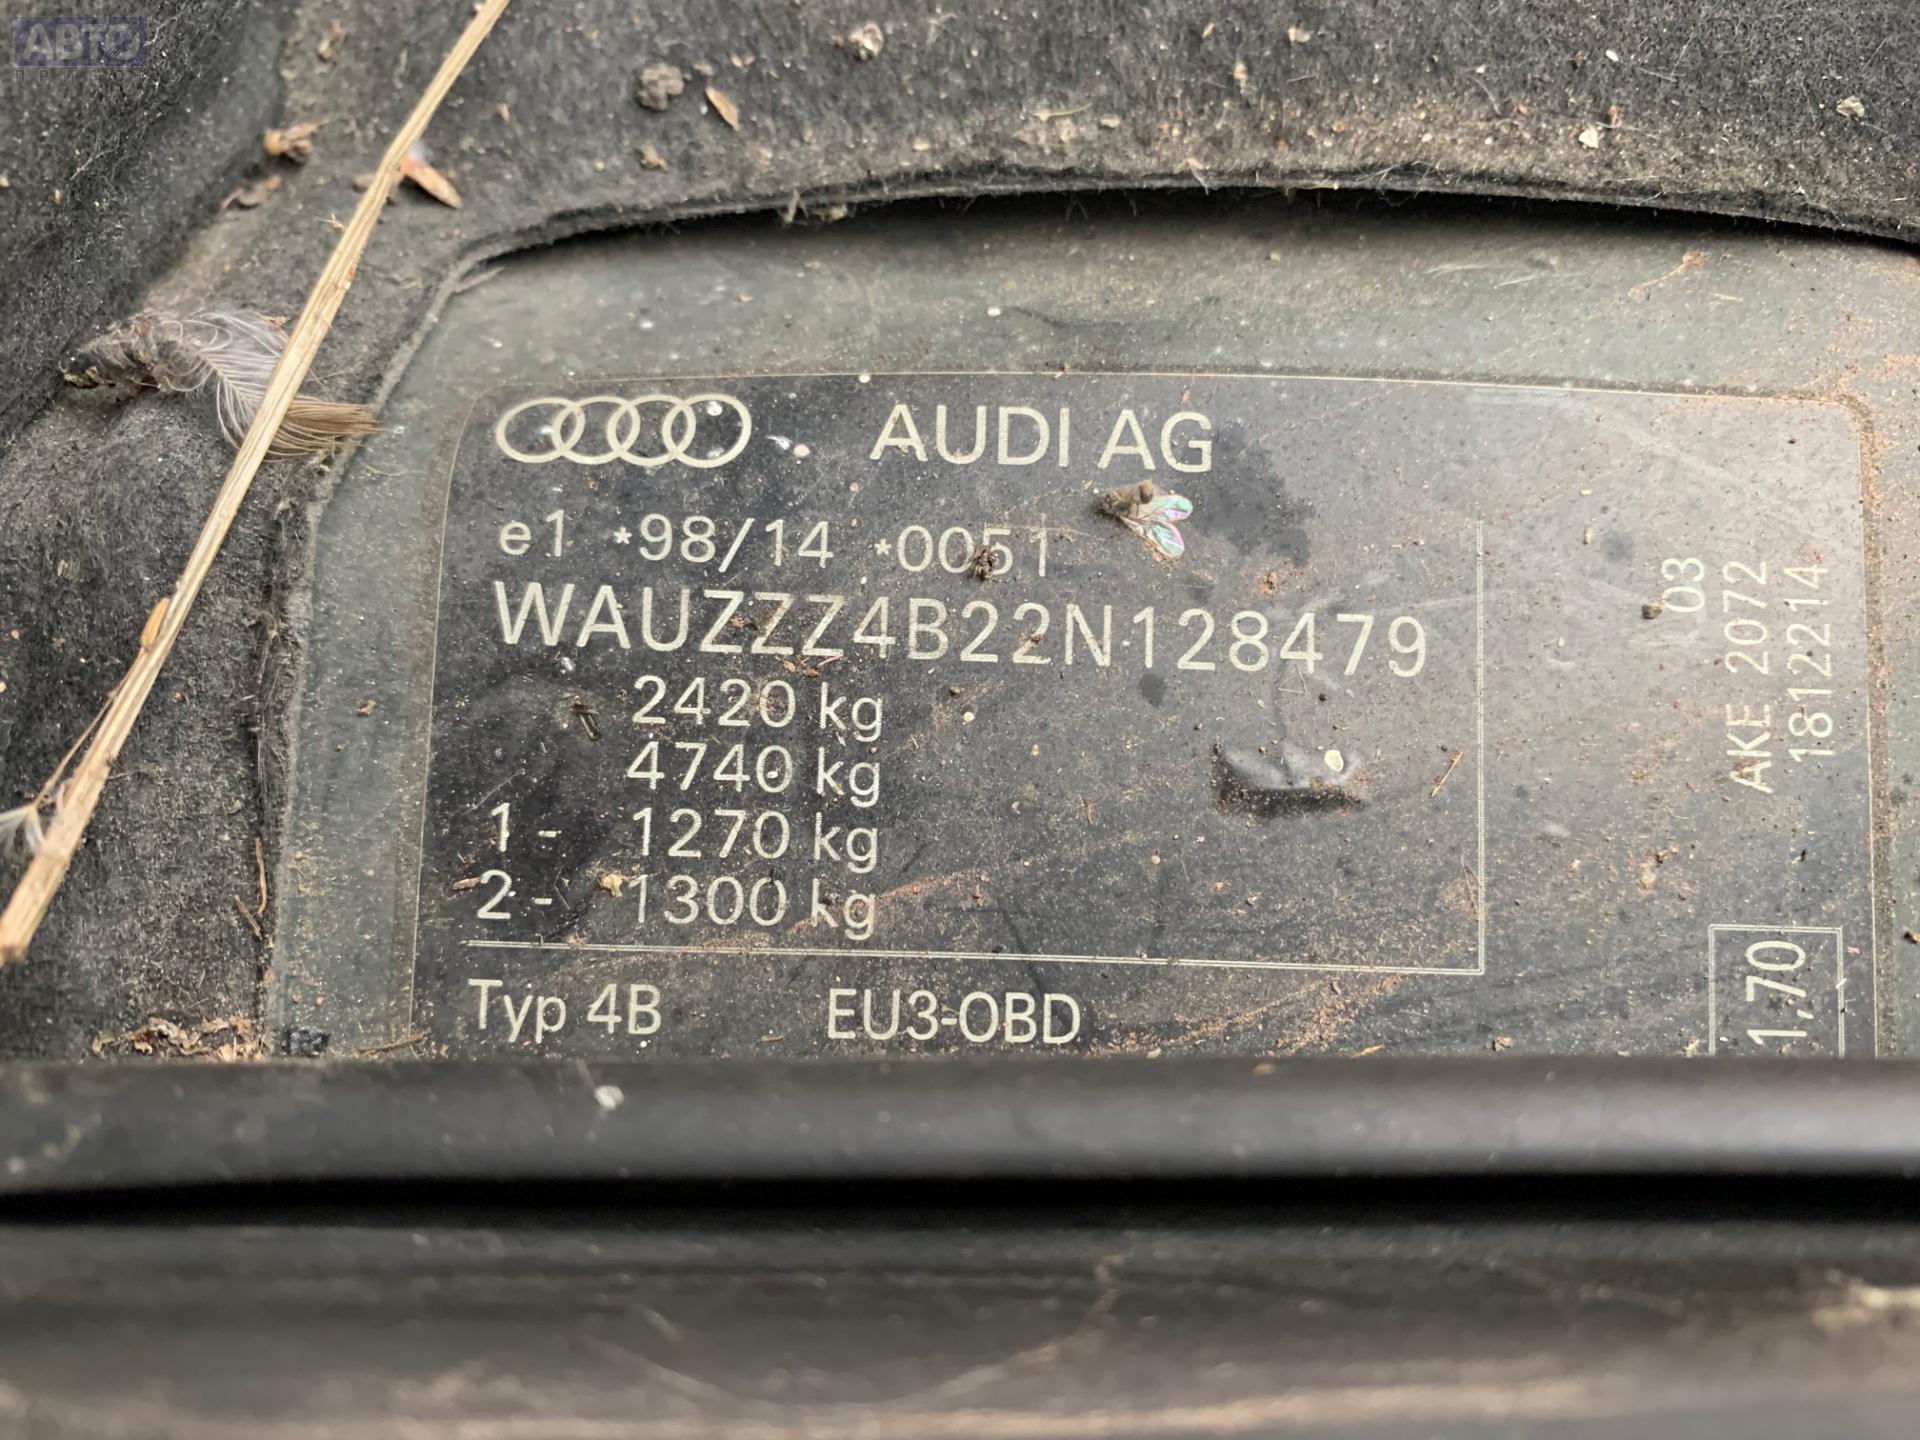 АВТО
AUDI AG
e1 *98/14 *0051
WAUZZZ4B22N128479
2420 kg
4740 kg
1- 1270 kg
2- 1300 kg
Typ 4B EU3-OBD
03
AKE 2072
1812214
1,70